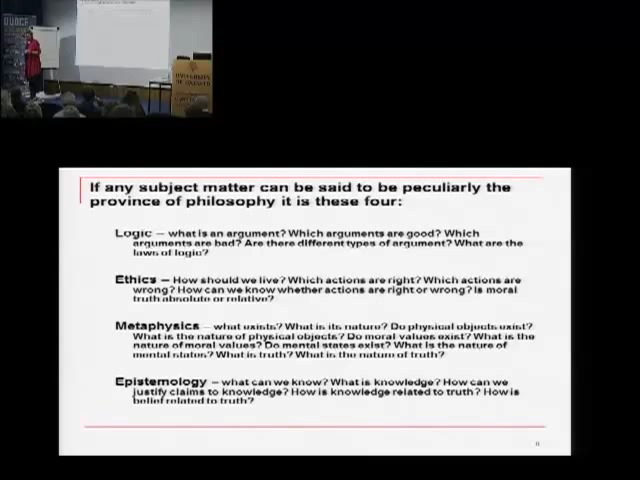 UNIVERSITY
OF OXFORD
If any subject matter can be said to be peculiarly the
province of philosophy it is these four:
Logic – what is an argument? Which arguments are good? Which
arguments are bad? Are there different types of argument? What are the
laws of logic?
Ethics – How should we live? Which actions are right? Which actions are
wrong? How can we know whether actions are right or wrong? Is moral
truth absolute or relative?
Metaphysics – what exists? What is its nature? Do physical objects exist?
What is the nature of physical objects? Do moral values exist? What is the
nature of moral values? Do mental states exist? What is the nature of
mental states? What is truth? What is the nature of truth?
Epistemology – what can we know? What is knowledge? How can we
justify claims to knowledge? How is knowledge related to truth? How is
belief related to truth?